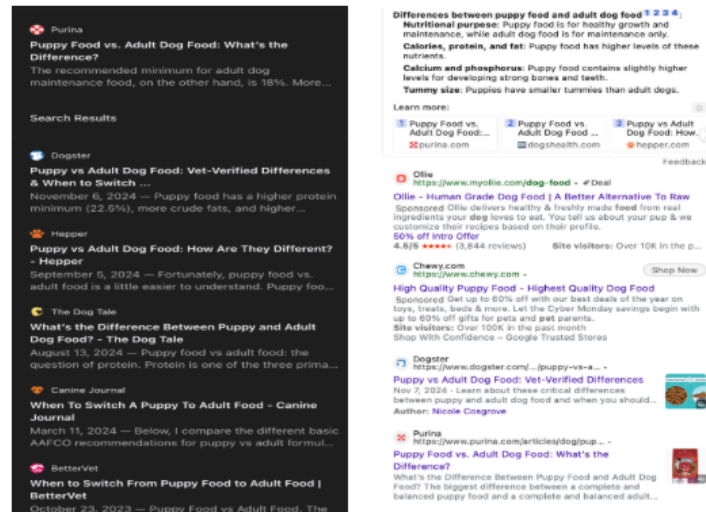 Purina
Puppy Food vs. Adult Dog Food: What's the
Difference?
The recommended minimum for adult dog
maintenance food, on the other hand, is 18%. More...
Search Results
Dogster
Puppy vs Adult Dog Food: Vet-Verified Differences
& When to Switch ...
November 6, 2024 — Puppy food has a higher protein
minimum (22.5%), more crude fats, and higher...
Hepper
Puppy vs Adult Dog Food: How Are They Different?
- Hepper
September 5, 2024 — Fortunately, puppy food vs.
adult food is a little easier to understand. Puppy foo...
The Dog Tale
What's the Difference Between Puppy and Adult
Dog Food? - The Dog Tale
August 13, 2024 — Puppy food vs adult food: the
question of protein. Protein is one of the three prima...
Canine Journal
When To Switch A Puppy To Adult Food - Canine
Journal
March 11, 2024 — Below, I compare the different basic
AAFCO recommendations for puppy vs adult formul...
BetterVet
When to Switch From Puppy Food to Adult Food |
BetterVet
October 23, 2023 — Puppy Food vs. Adult Food. The
Differences between puppy food and adult dog food 1 2 3 4:
Nutritional purpose: Puppy food is for healthy growth and
maintenance, while adult dog food is for maintenance only.
Calories, protein, and fat: Puppy food has higher levels of these
nutrients.
Calcium and phosphorus: Puppy food contains slightly higher
levels for developing strong bones and teeth.
Tummy size: Puppies have smaller tummies than adult dogs.
Learn more:
1 Puppy Food vs.
Adult Dog Food:...
purina.com
2 Puppy Food vs.
Adult Dog Food ...
dogshealth.com
3 Puppy vs Adult
Dog Food: How...
hepper.com
Feedback
Ollie
https://www.myollie.com/dog-food · #Deal
Ollie - Human Grade Dog Food | A Better Alternative To Raw
Sponsored Ollie delivers healthy & freshly made food from real
ingredients your dog loves to eat. You tell us about your pup & we
customize their recipes based on their profile.
50% off Intro Offer
4.5/5 ★★★★★ (3,844 reviews) Site visitors: Over 10K in the p...
Chewy.com
https://www.chewy.com
Shop Now
High Quality Puppy Food - Highest Quality Dog Food
Sponsored Get up to 60% off with our best deals of the year on
toys, treats, beds & more. Let the Cyber Monday savings begin with
up to 60% off gifts for pets and pet parents.
Site visitors: Over 100K in the past month
Shop With Confidence - Google Trusted Stores
Dogster
https://www.dogster.com/.../puppy-vs-a...
Puppy vs Adult Dog Food: Vet-Verified Differences
Nov 7, 2024 · Learn about these critical differences
between puppy and adult dog food and when you should...
Author: Nicole Cosgrove
Purina
https://www.purina.com/articles/dog/pup...
Puppy Food vs. Adult Dog Food: What's the
Difference?
What's the Difference Between Puppy Food and Adult Dog
Food? The biggest difference between a complete and
balanced puppy food and a complete and balanced adult...